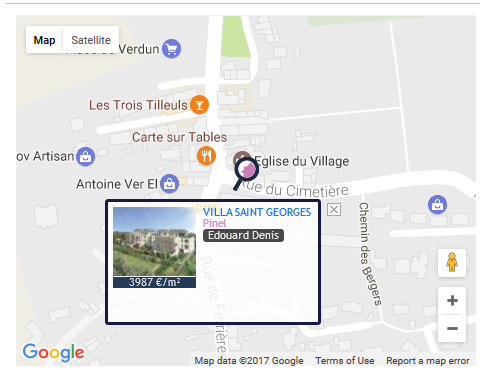 Map
Satellite
de Verdun
Les Trois Tilleuls
Carte sur Tables
ov Artisan
Eglise du Village
Antoine Ver El
Rue du Cimetière
VILLA SAINT GEORGES
Pinel
Edouard Denis
3987 €/m²
Chemin des Bergers
Rue de Ferrière
Google
Map data ©2017 Google
Terms of Use
Report a map error